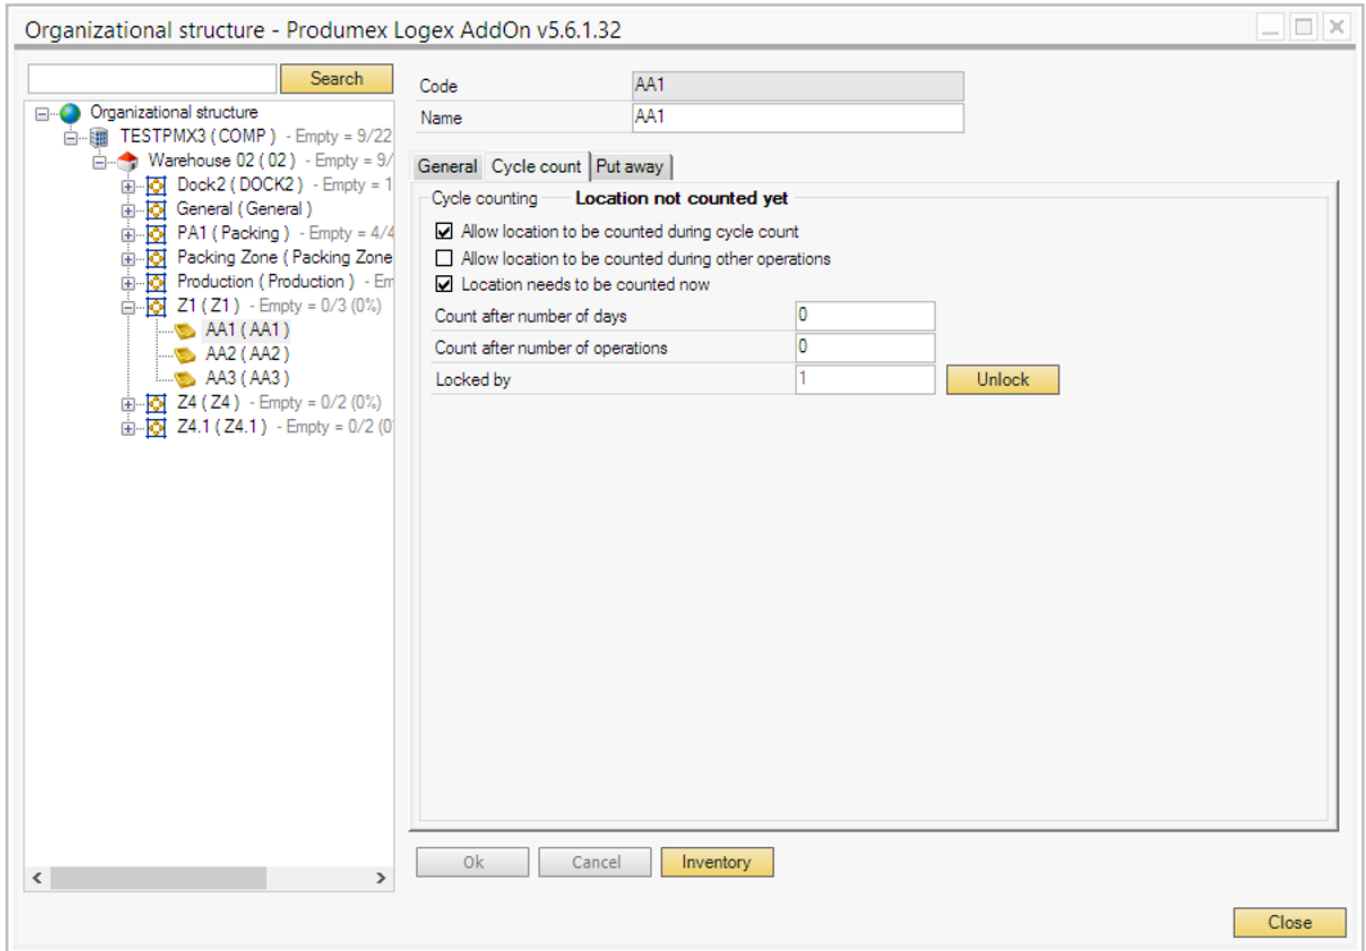 Organizational structure - Produmex Logex AddOn v5.6.1.32
Search
Organizational structure
TESTPMX3 ( COMP ) - Empty = 9/22
Warehouse 02 ( 02 ) - Empty = 9/
Dock2 ( DOCK2 ) - Empty = 1
General ( General )
PA1 ( Packing ) - Empty = 4/4
Packing Zone ( Packing Zone
Production ( Production ) - Em
Z1 ( Z1 ) - Empty = 0/3 (0%)
AA1 ( AA1 )
AA2 ( AA2 )
AA3 ( AA3 )
Z4 ( Z4 ) - Empty = 0/2 (0%)
Z4.1 ( Z4.1 ) - Empty = 0/2 (0
Code AA1
Name AA1
General Cycle count Put away
Cycle counting Location not counted yet
Allow location to be counted during cycle count
Allow location to be counted during other operations
Location needs to be counted now
Count after number of days 0
Count after number of operations 0
Locked by 1 Unlock
Ok Cancel Inventory
Close